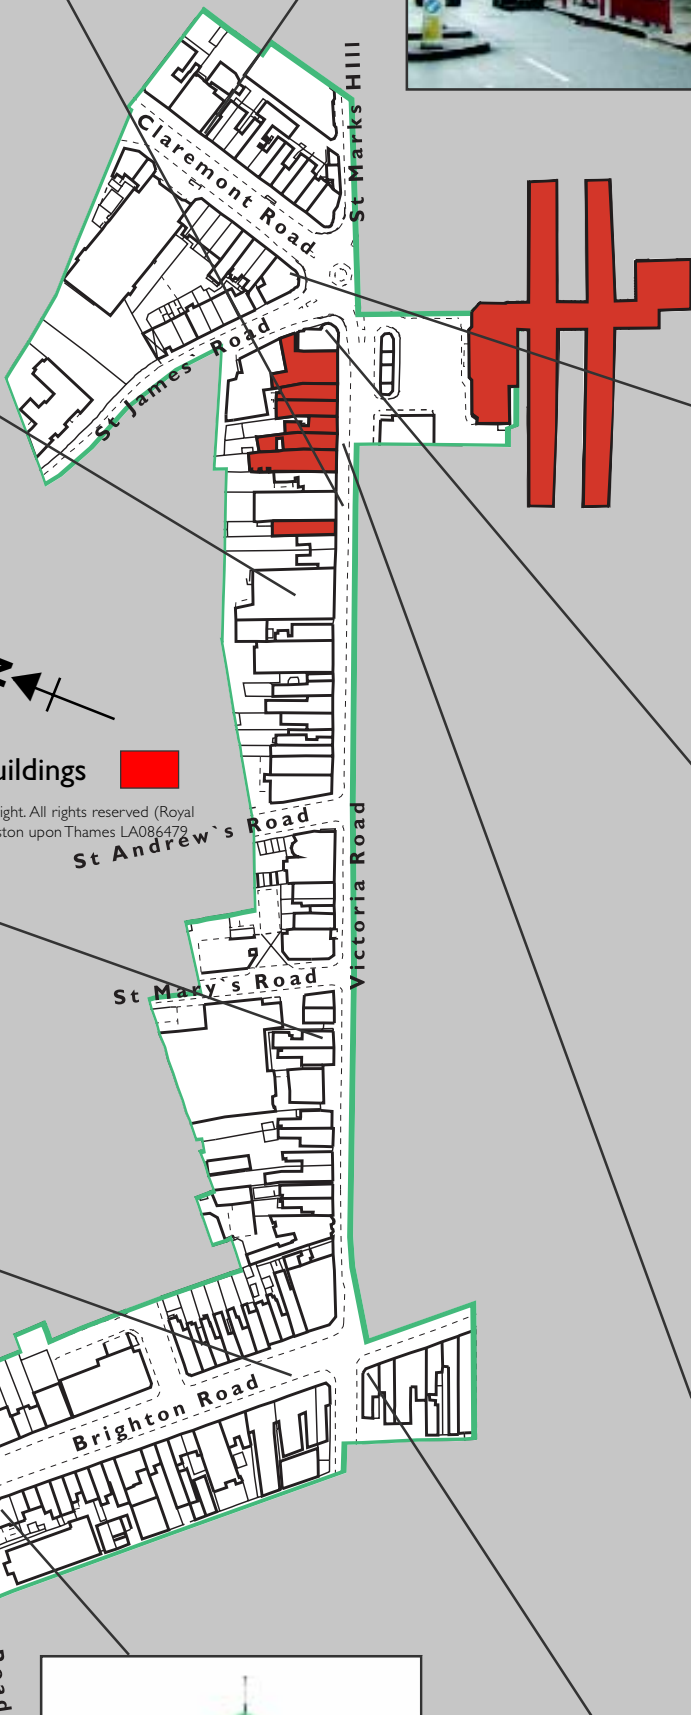 St Marks Hill
Claremont Road
St James` Road
uildings
ight. All rights reserved (Royal
ston upon Thames LA086479
St Andrew`s Road
Victoria Road
St Mary`s Road
Brighton Road
Road